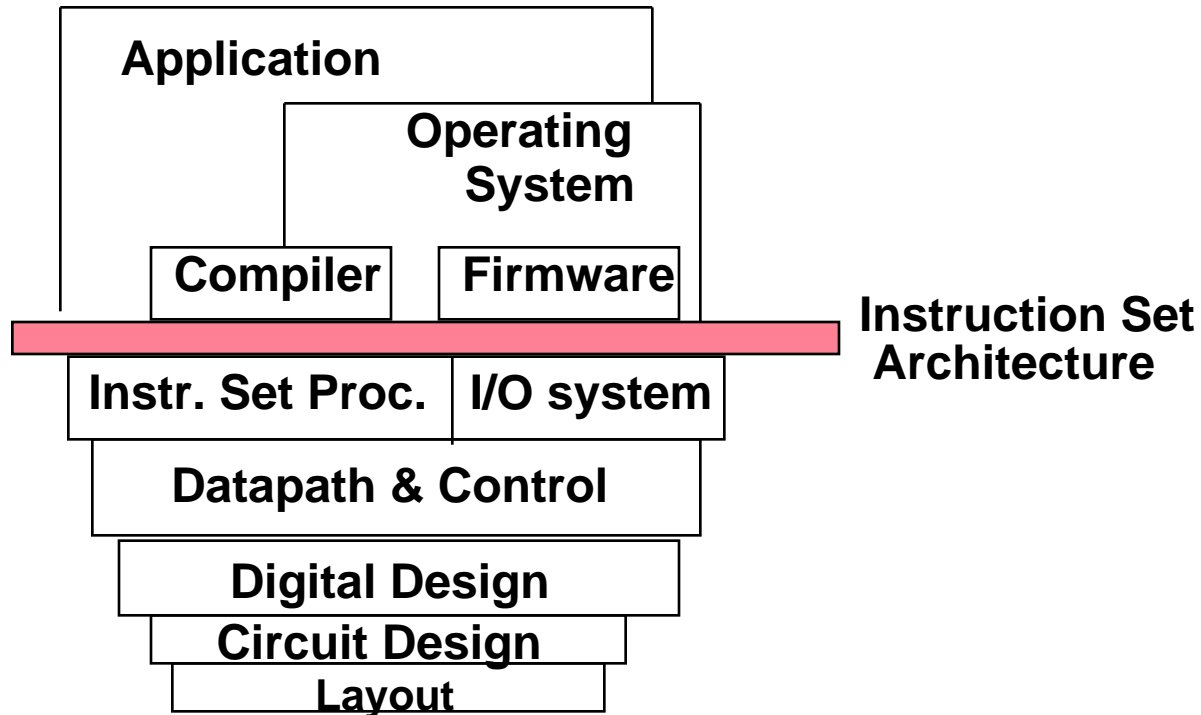 Application
Operating
System
Compiler
Firmware
Instruction Set
Architecture
Instr. Set Proc.
I/O system
Datapath & Control
Digital Design
Circuit Design
Layout